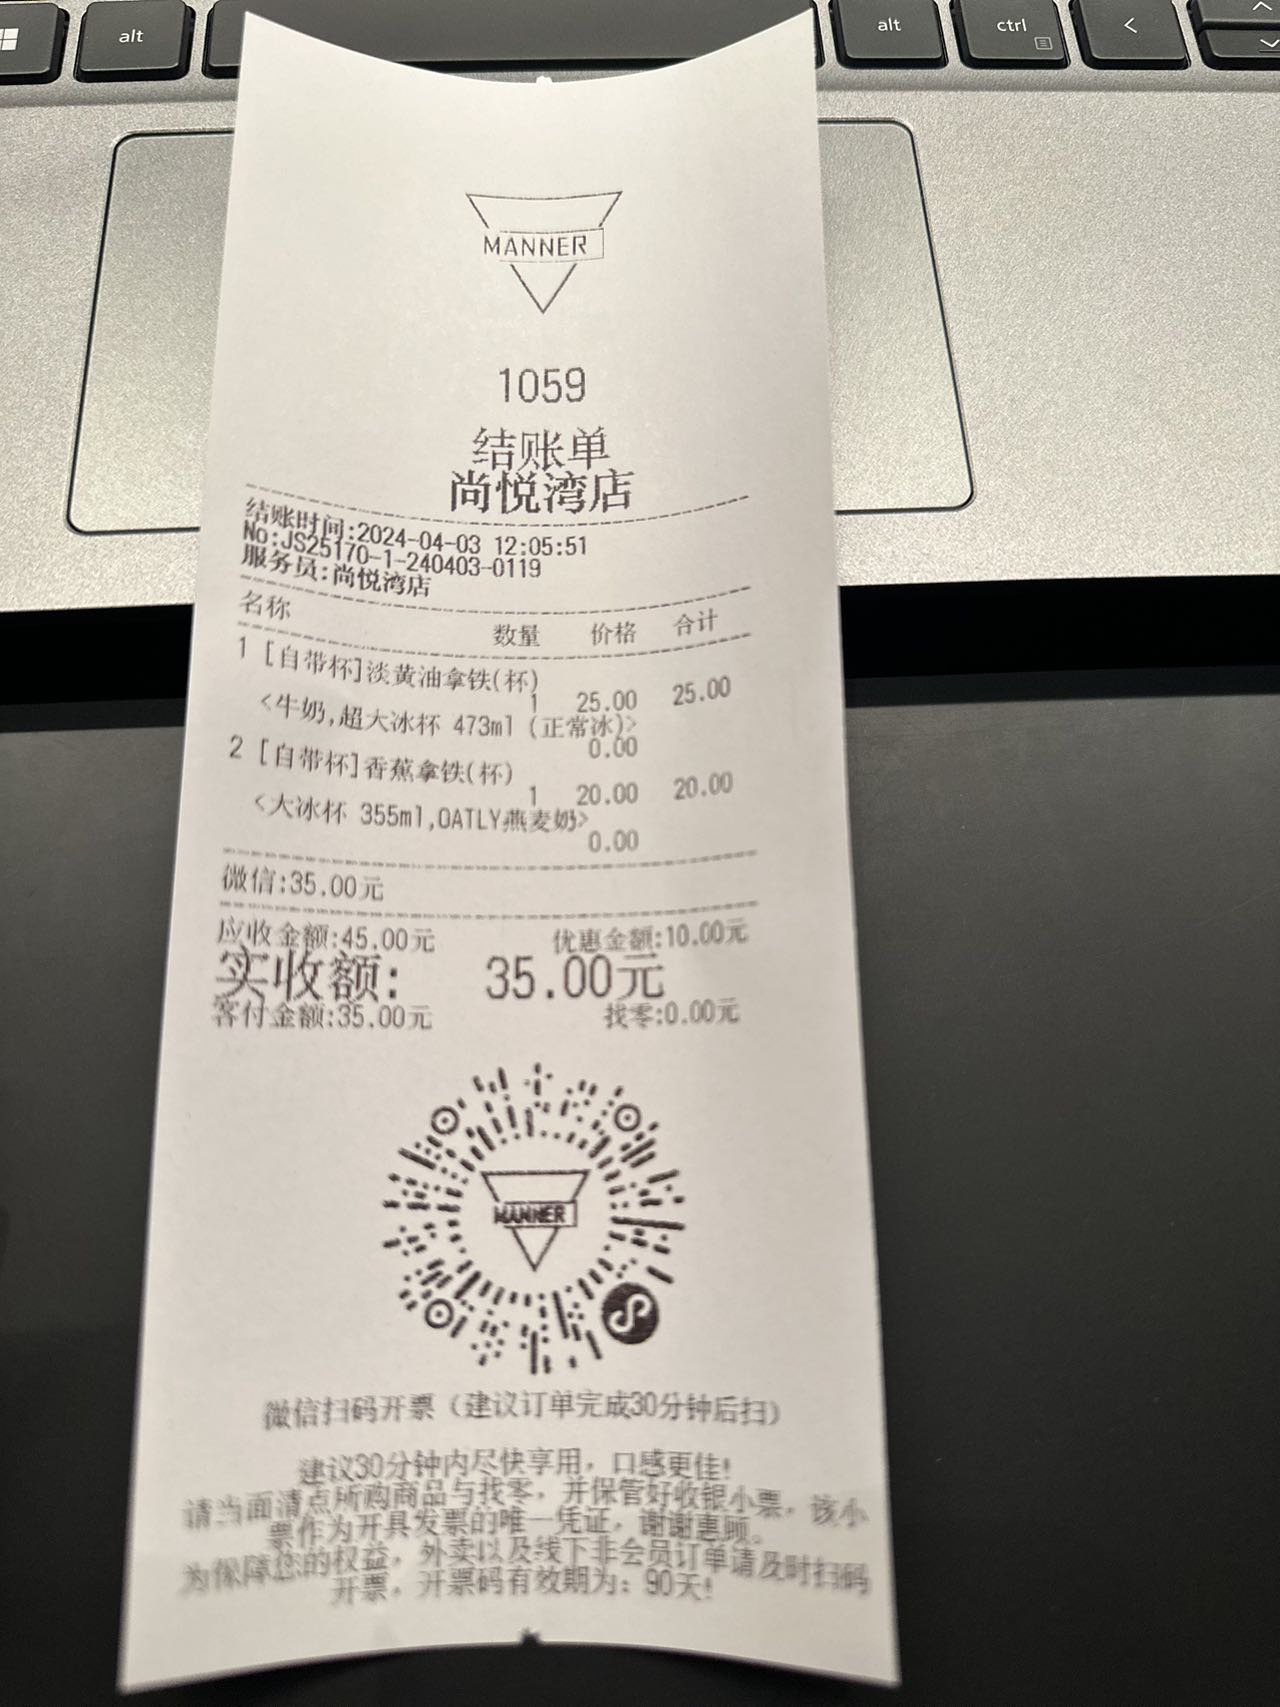 alt
alt
ctrl
<
MANNER
1059
结账单
尚悦湾店
结账时间:2024-04-03 12:05:51
No:JS25170-1-240403-0119
服务员:尚悦湾店
名称 数量 价格 合计
1 [自带杯]淡黄油拿铁(杯)
1 25.00 25.00
<牛奶,超大冰杯 473ml (正常冰)>
0.00
2 [自带杯]香蕉拿铁(杯)
1 20.00 20.00
<大冰杯 355ml,OATLY燕麦奶>
0.00
微信:35.00元
应收金额:45.00元 优惠金额:10.00元
实收额: 35.00元
客付金额:35.00元 找零:0.00元
MANNER
微信扫码开票（建议订单完成30分钟后扫）
建议30分钟内尽快享用，口感更佳！
请当面清点所购商品与找零，并保管好收银小票，该小
票作为开具发票的唯一凭证，谢谢惠顾。
为保障您的权益，外卖以及线下非会员订单请及时扫码
开票，开票码有效期为：90天！